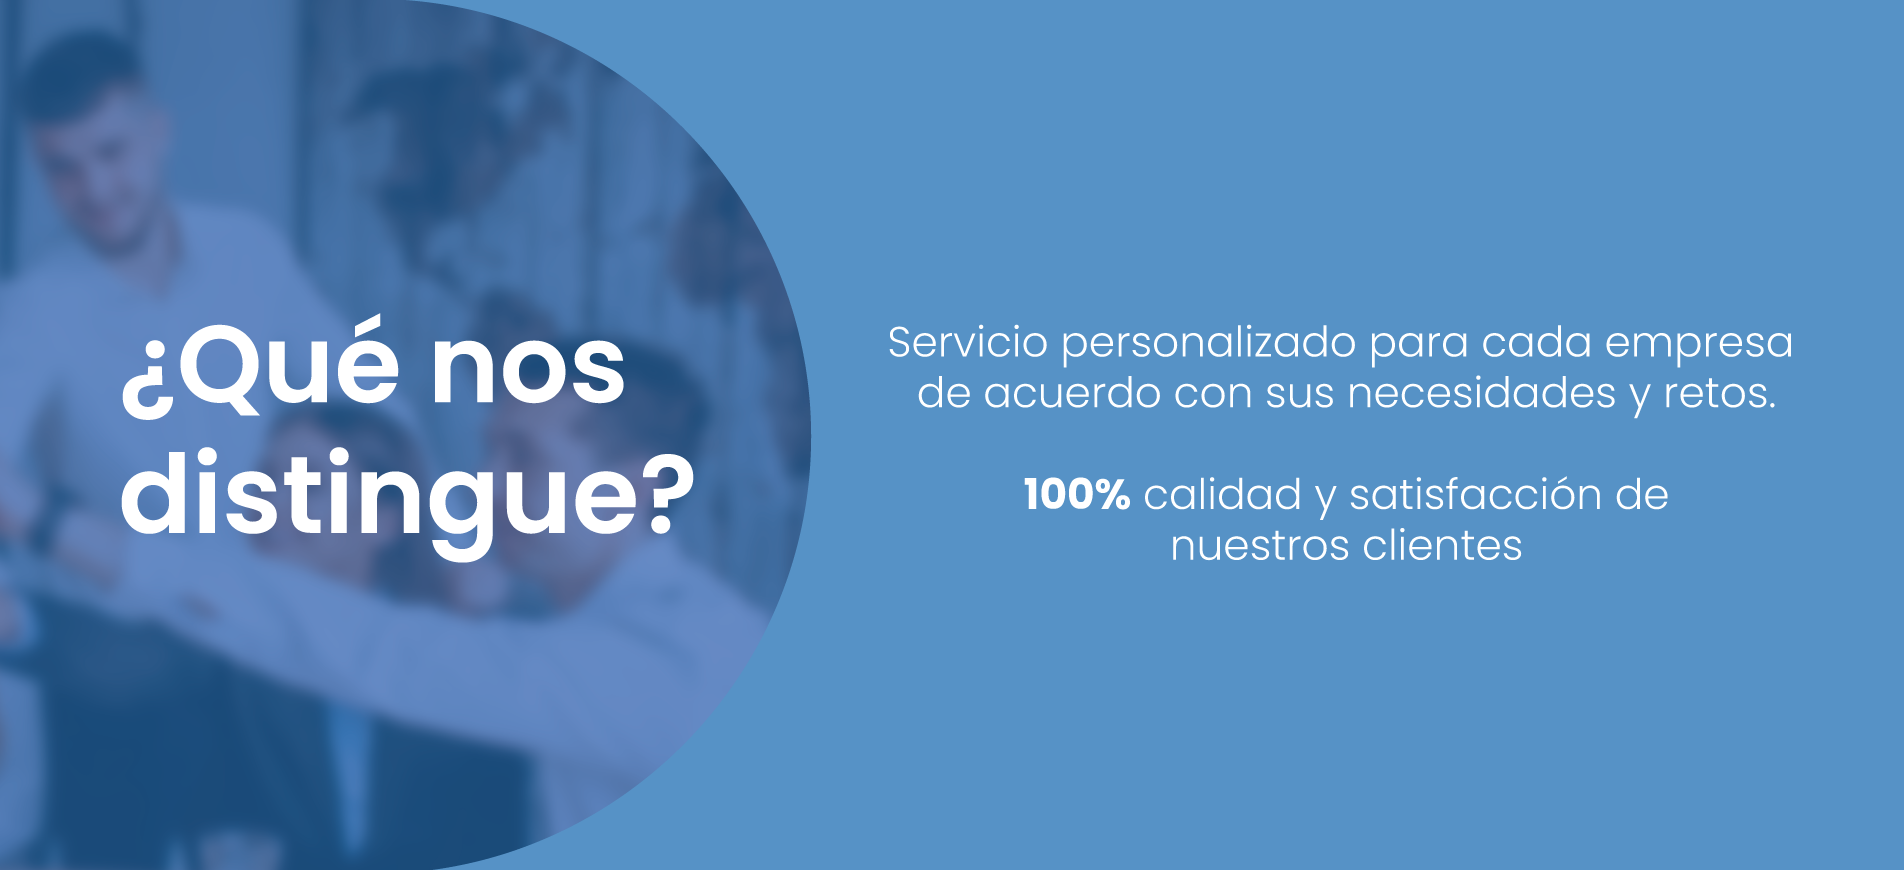 ¿Qué nos
distingue?
Servicio personalizado para cada empresa
de acuerdo con sus necesidades y retos.
100% calidad y satisfacción de
nuestros clientes